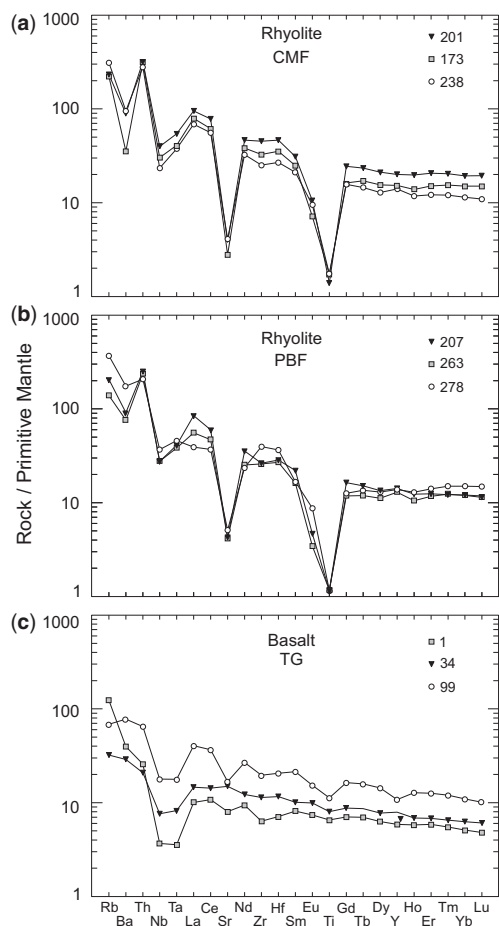 (a)
Rhyolite
CMF
201
173
238
1000
100
10
1
(b)
Rhyolite
PBF
207
263
278
1000
100
10
1
Rock / Primitive Mantle
(c)
Basalt
TG
1
34
99
1000
100
10
1
Rb Th Ta Ce Nd Hf Eu Gd Dy Ho Tm Lu
Ba Nb La Sr Zr Sm Ti Tb Y Er Yb